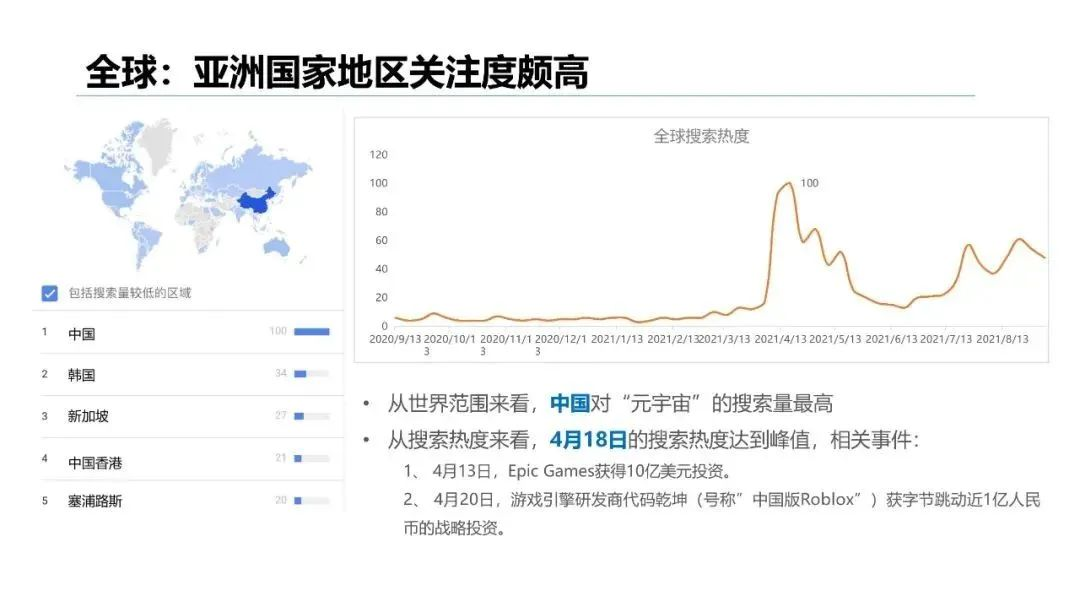 全球：亚洲国家地区关注度颇高
包括搜索量较低的区域
1 中国 100
2 韩国 34
3 新加坡 27
4 中国香港 21
5 塞浦路斯 20
全球搜索热度
120
100
80
60
40
20
0
100
2020/9/13 2020/10/1 2020/11/1 2020/12/1 2021/1/13 2021/2/13 2021/3/13 2021/4/13 2021/5/13 2021/6/13 2021/7/13 2021/8/13
3 3 3
• 从世界范围来看，中国对“元宇宙”的搜索量最高
• 从搜索热度来看，4月18日的搜索热度达到峰值，相关事件：
1、 4月13日，Epic Games获得10亿美元投资。
2、 4月20日，游戏引擎研发商代码乾坤（号称”中国版Roblox”）获字节跳动近1亿人民
币的战略投资。